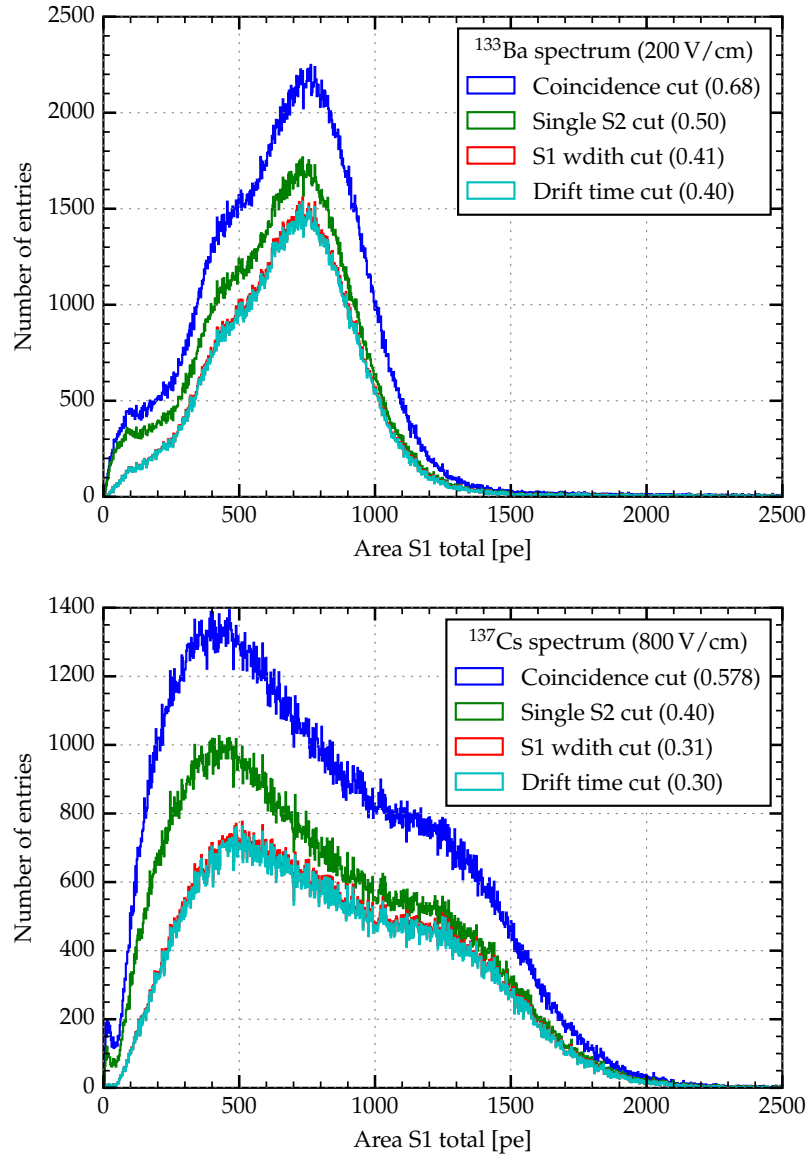 2500
2000
1500
1000
500
0
Number of entries
¹³³Ba spectrum (200 V/cm)
Coincidence cut (0.68)
Single S2 cut (0.50)
S1 wdith cut (0.41)
Drift time cut (0.40)
0 500 1000 1500 2000 2500
Area S1 total [pe]
1400
1200
1000
800
600
400
200
0
Number of entries
¹³⁷Cs spectrum (800 V/cm)
Coincidence cut (0.578)
Single S2 cut (0.40)
S1 wdith cut (0.31)
Drift time cut (0.30)
0 500 1000 1500 2000 2500
Area S1 total [pe]